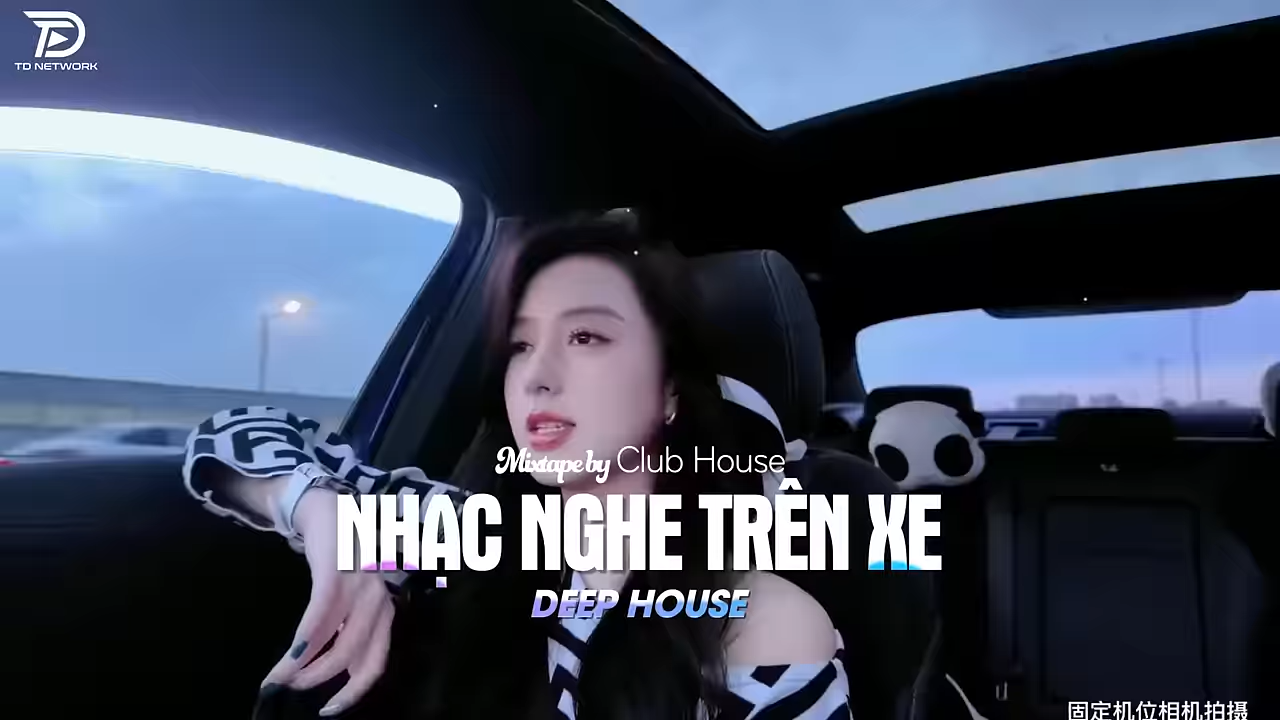 TD NETWORK
Mixtape by Club House
NHẠC NGHE TRÊN XE
DEEP HOUSE
固定机位相机拍摄